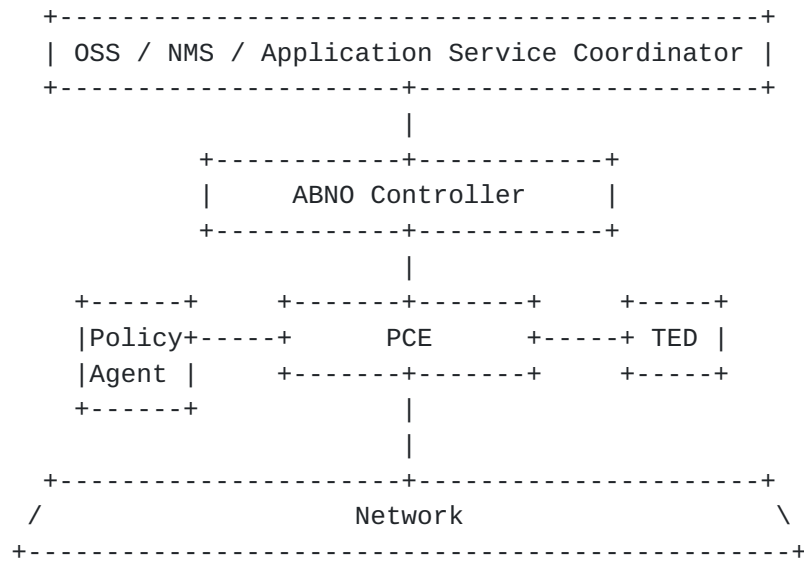 OSS / NMS / Application Service Coordinator
ABNO Controller
Policy PCE TED
Agent
Network